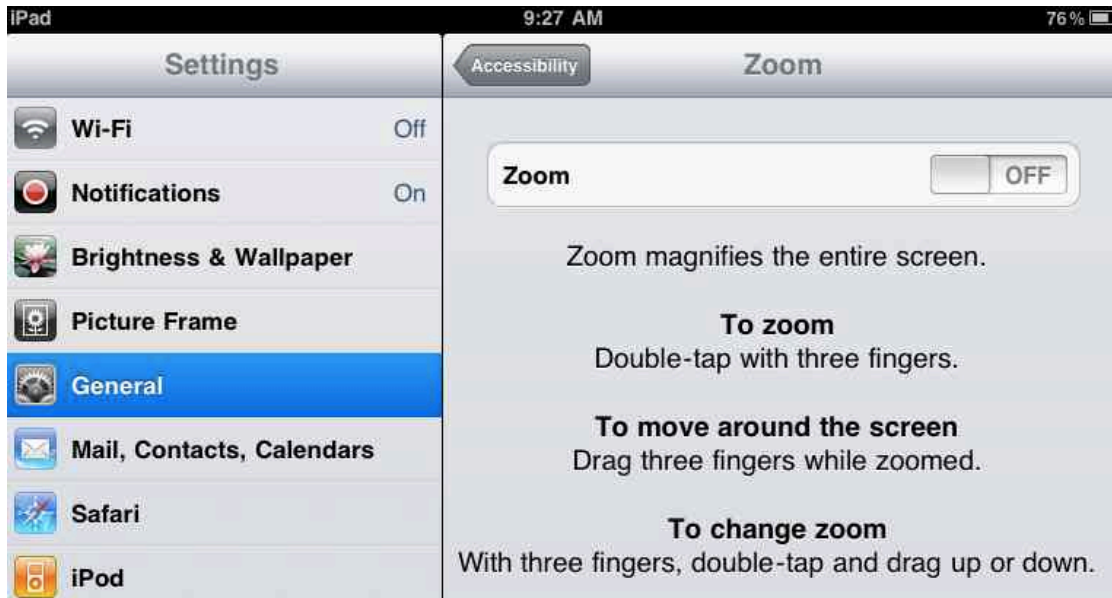 iPad 9:27 AM 76%
Settings
Accessibility Zoom
Wi-Fi Off
Notifications On
Brightness & Wallpaper
Picture Frame
General
Mail, Contacts, Calendars
Safari
iPod
Zoom OFF
Zoom magnifies the entire screen.
To zoom
Double-tap with three fingers.
To move around the screen
Drag three fingers while zoomed.
To change zoom
With three fingers, double-tap and drag up or down.